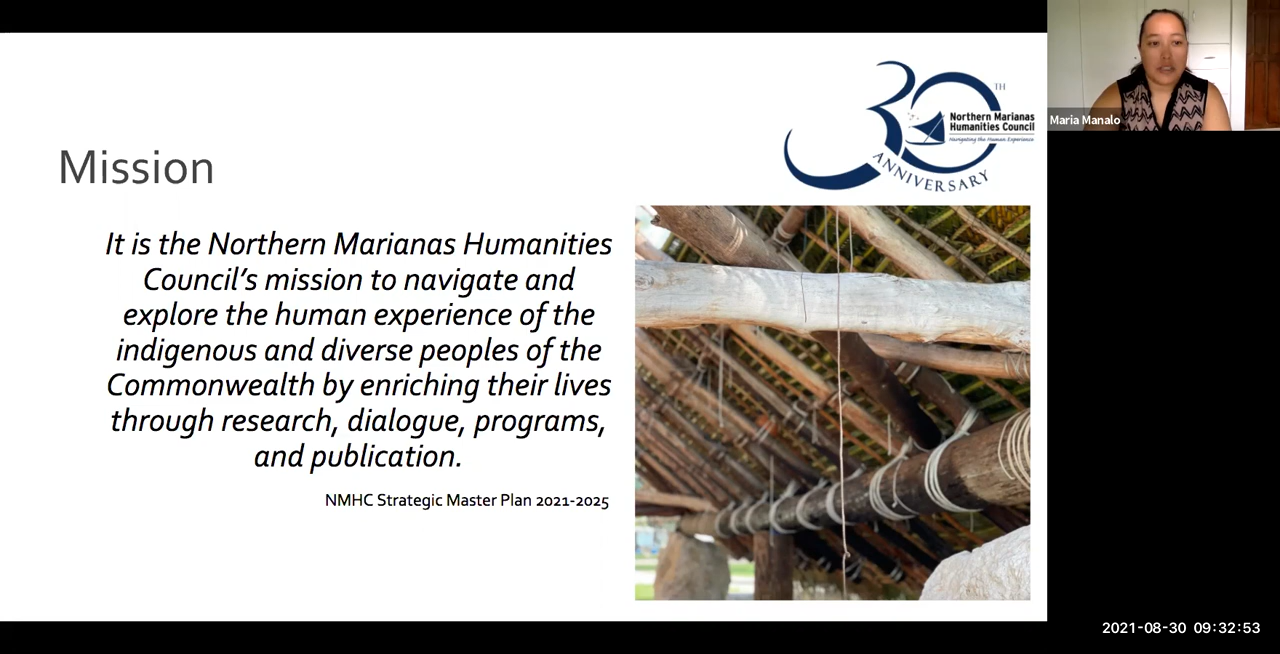 30
TH
Northern Marianas
Humanities Council
Navigating the Human Experience
ANNIVERSARY
Maria Manalo
Mission
It is the Northern Marianas Humanities
Council's mission to navigate and
explore the human experience of the
indigenous and diverse peoples of the
Commonwealth by enriching their lives
through research, dialogue, programs,
and publication.
NMHC Strategic Master Plan 2021-2025
2021-08-30 09:32:53